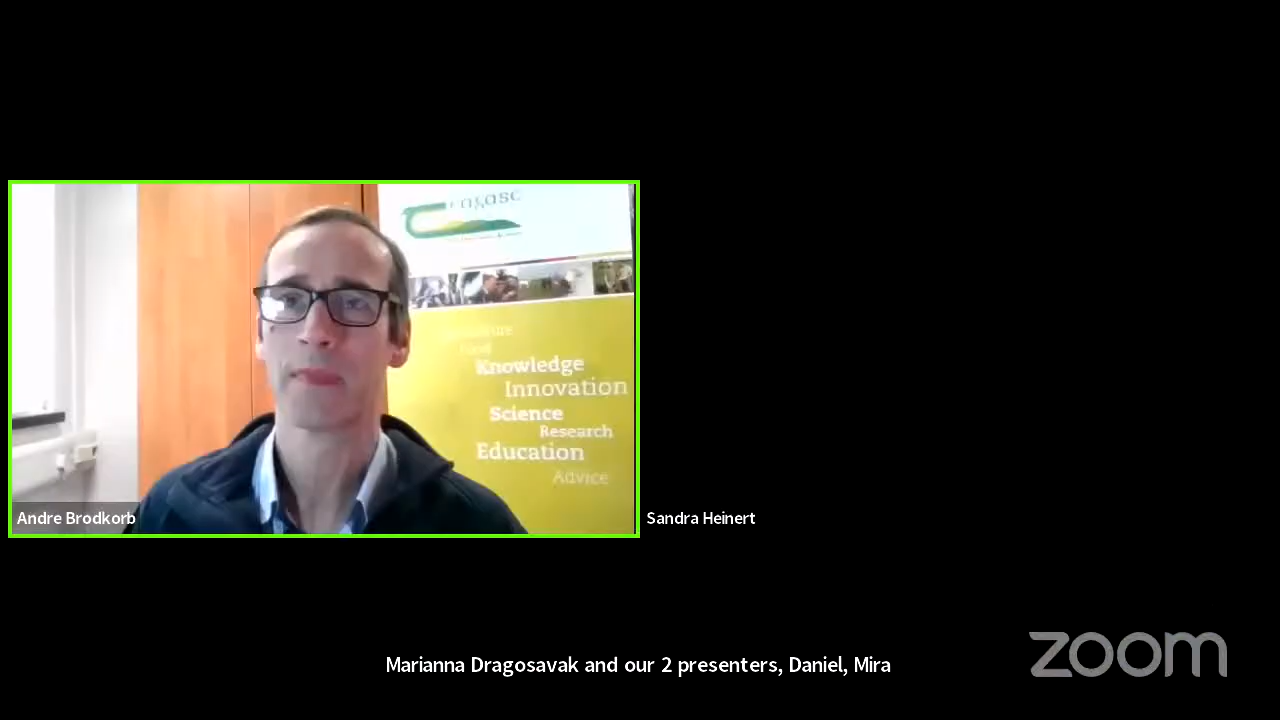 Knowledge
Innovation
Science
Research
Education
Advice
Andre Brodkorb
Sandra Heinert
Marianna Dragosavak and our 2 presenters, Daniel, Mira
zoom